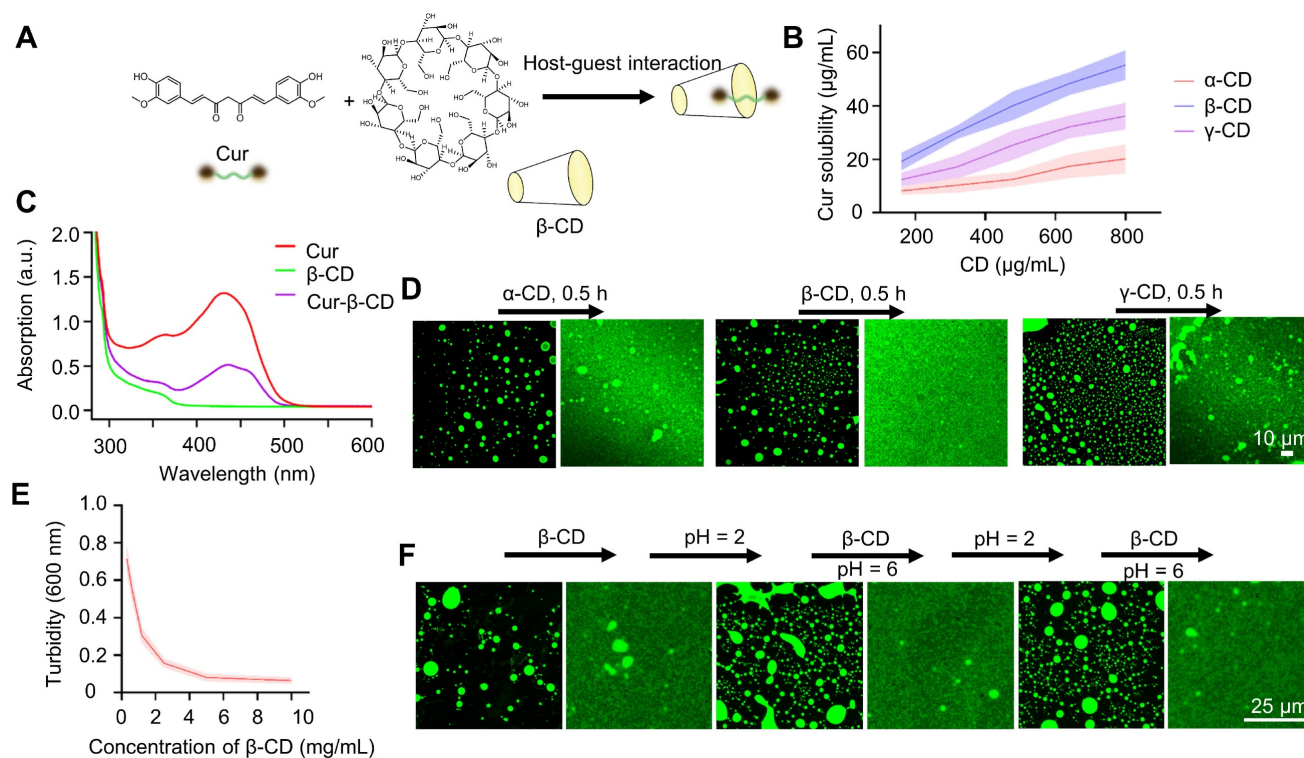 A
Host-guest interaction
+
Cur
β-CD
B
Cur solubility (µg/mL)
60
40
20
0
200 400 600 800
CD (µg/mL)
α-CD
β-CD
γ-CD
C
Absorption (a.u.)
2.0
1.5
1.0
0.5
0.0
300 400 500 600
Wavelength (nm)
Cur
β-CD
Cur-β-CD
D
α-CD, 0.5 h
β-CD, 0.5 h
γ-CD, 0.5 h
10 µm
E
Turbidity (600 nm)
1.0
0.8
0.6
0.4
0.2
0
0 2 4 6 8 10
Concentration of β-CD (mg/mL)
F
β-CD
pH = 2
β-CD
pH = 6
pH = 2
β-CD
pH = 6
25 µm